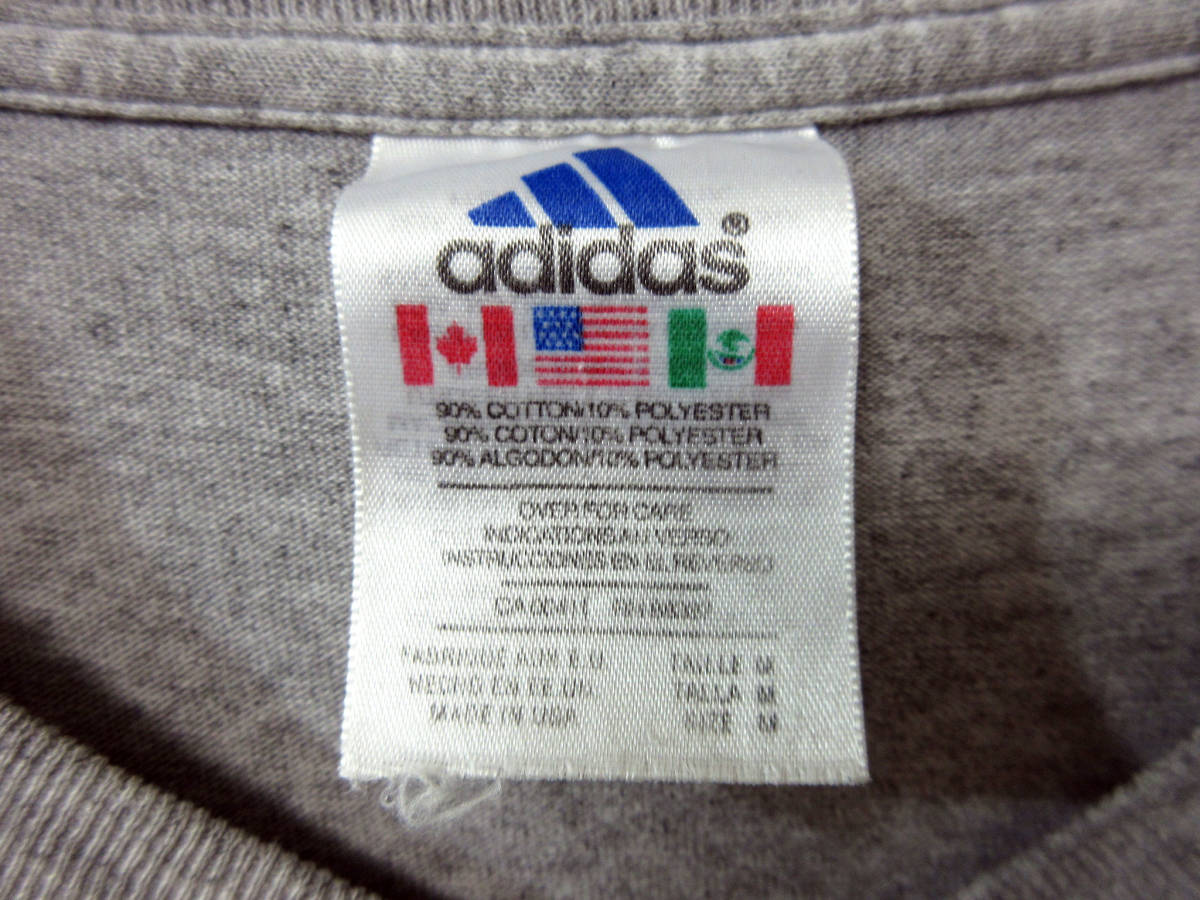 adidas®
90% COTTON/10% POLYESTER
90% COTON/10% POLYESTER
90% ALGODON/10% POLYESTER
OVER FOR CARE
INDICATIONS AU VERSO
INSTRUCCIONES EN EL REVERSO
FABRIQUE AUX E.U. TAILLE M
HECHO EN EE.UU. TALLA M
MADE IN USA SIZE M